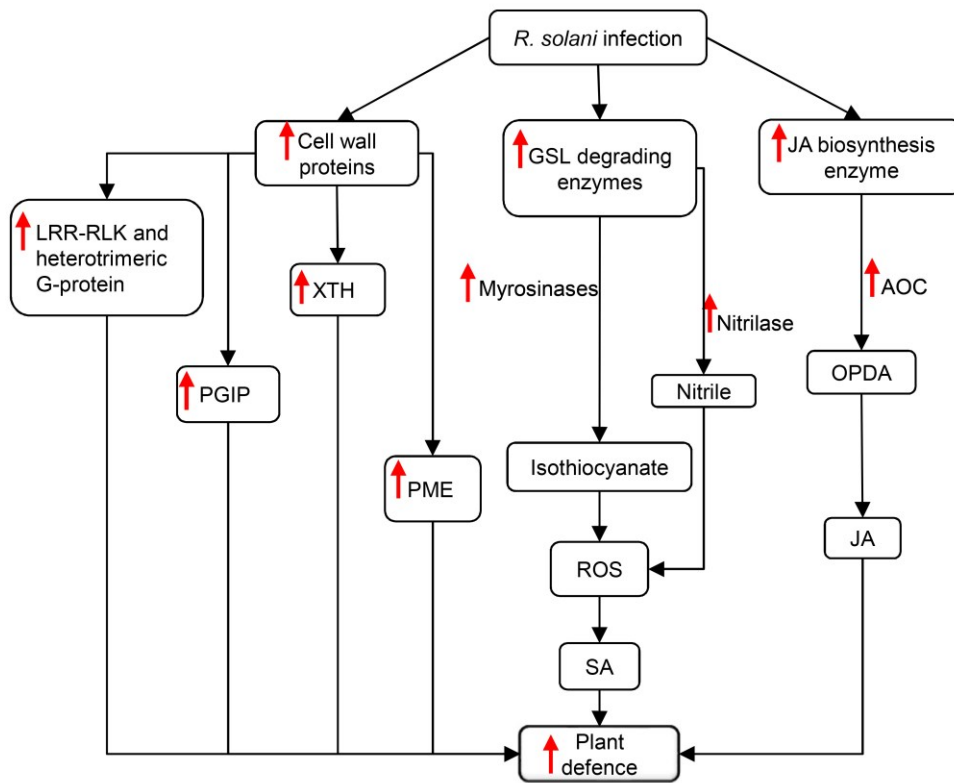 R. solani infection
Cell wall
proteins
GSL degrading
enzymes
JA biosynthesis
enzyme
LRR-RLK and
heterotrimeric
G-protein
XTH
Myrosinases
Nitrilase
AOC
PGIP
Nitrile
OPDA
PME
Isothiocyanate
JA
ROS
SA
Plant
defence